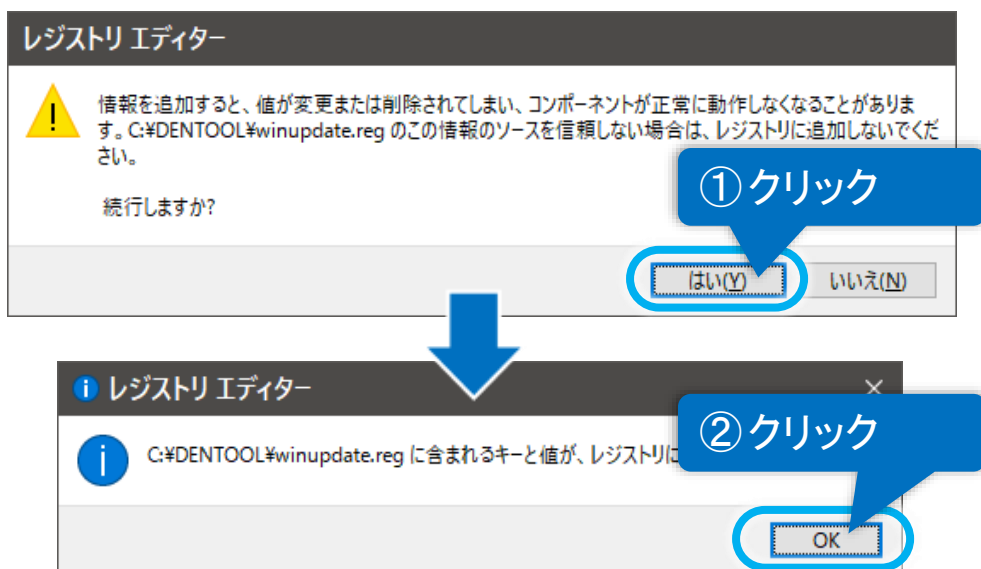 レジストリ エディター
情報を追加すると、値が変更または削除されてしまい、コンポーネントが正常に動作しなくなることがありま
す。C:¥DENTOOL¥winupdate.reg のこの情報のソースを信頼しない場合は、レジストリに追加しないでくだ
さい。
①クリック
続行しますか?
はい(Y)
いいえ(N)
レジストリ エディター
②クリック
C:¥DENTOOL¥winupdate.reg に含まれるキーと値が、レジストリに
OK